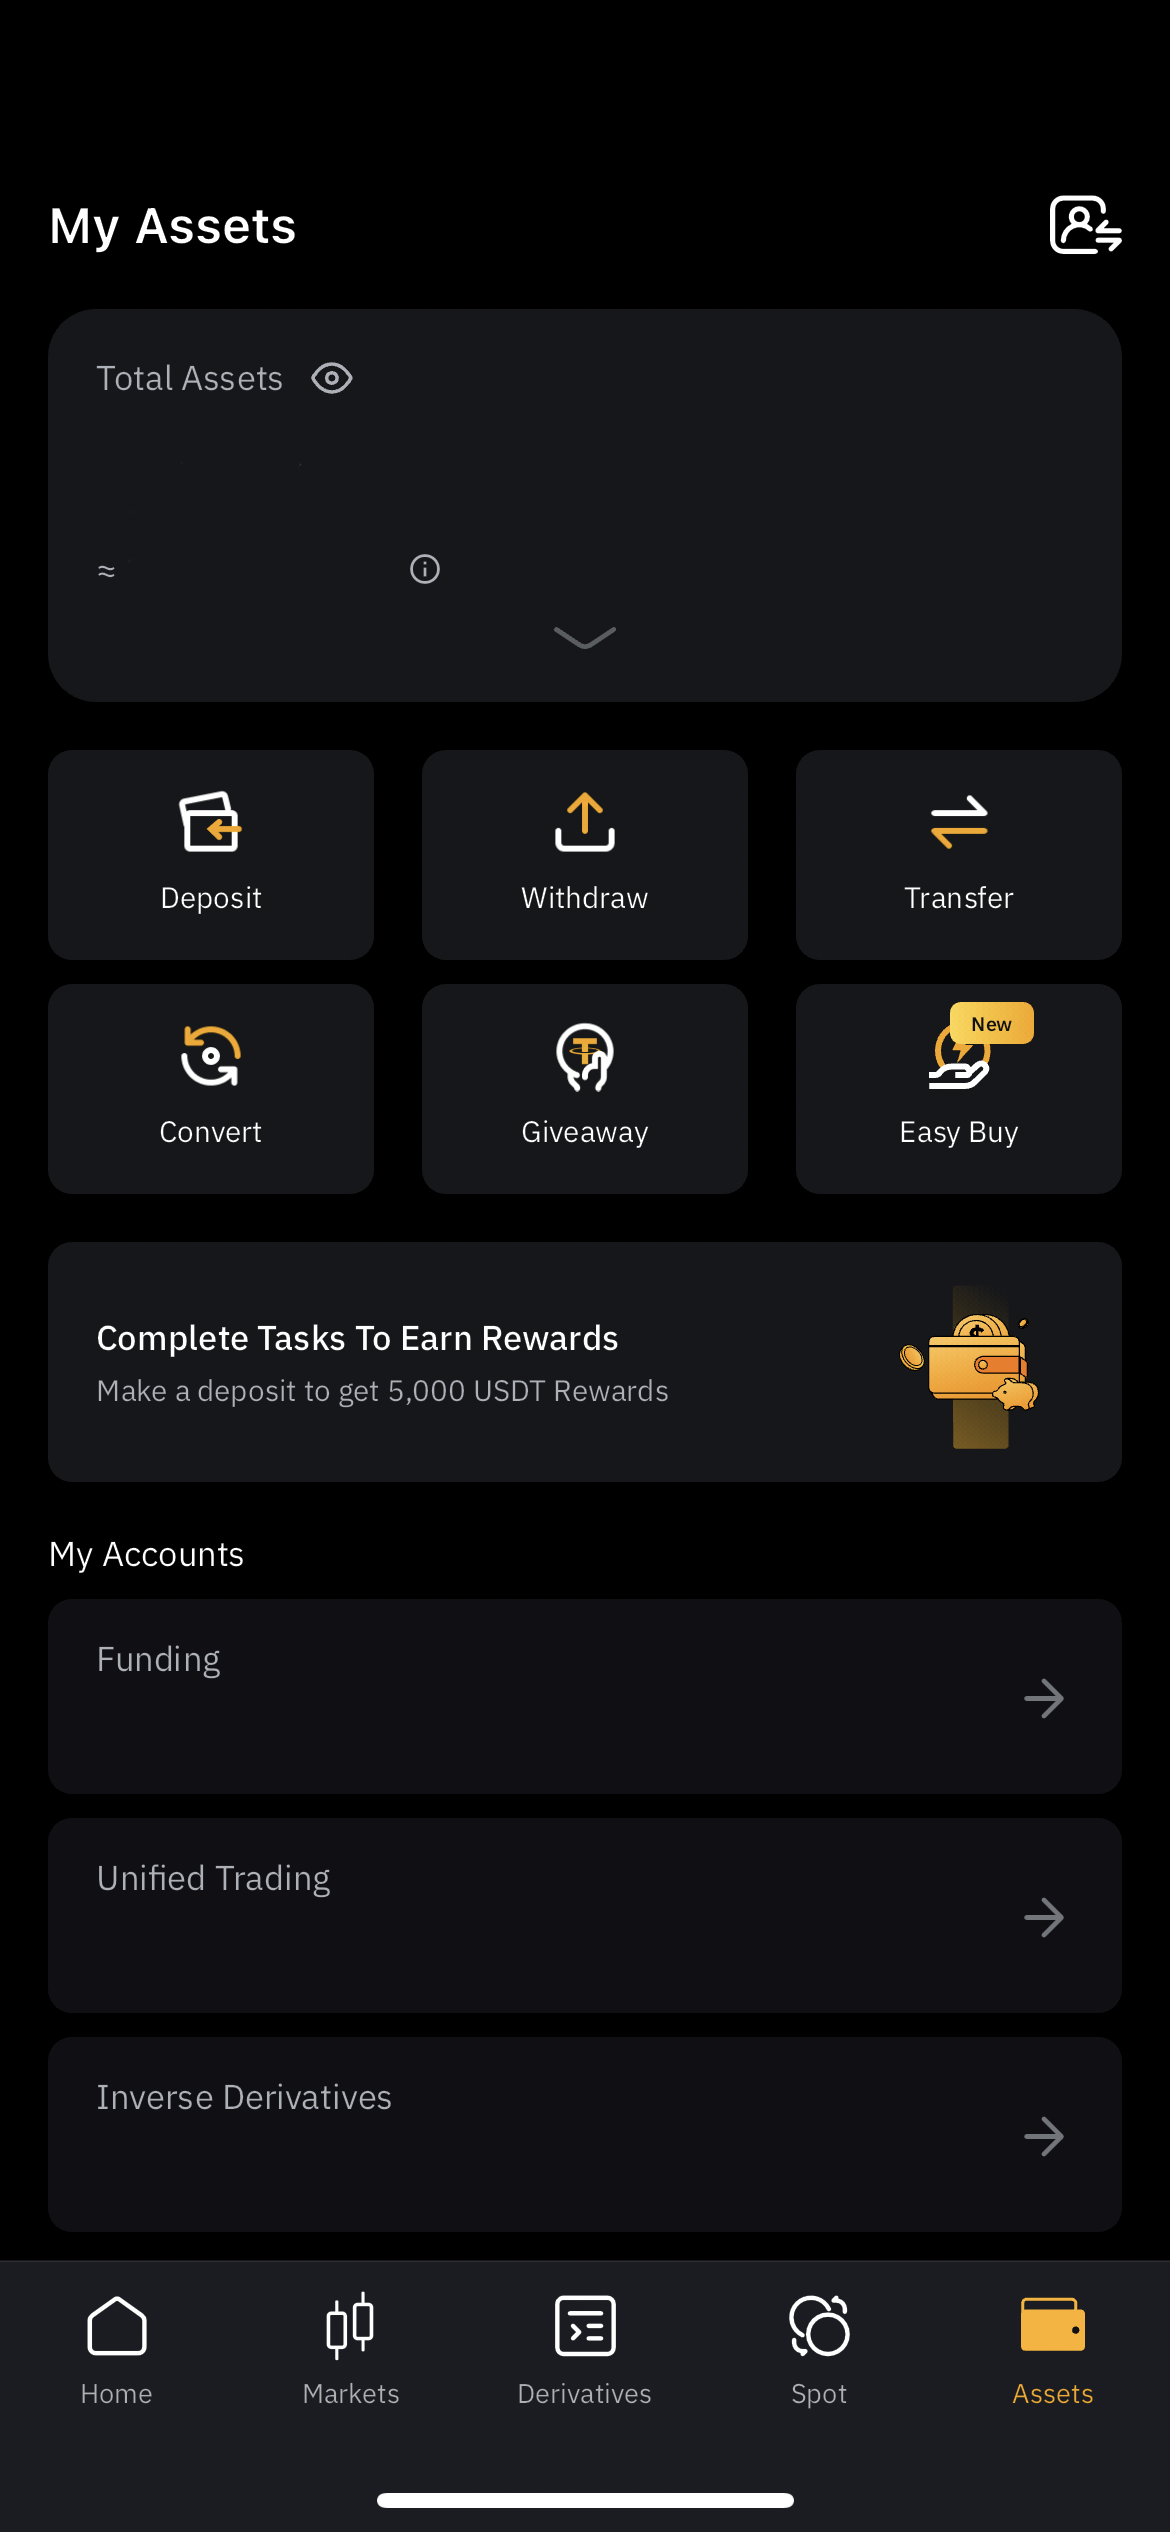 My Assets
Total Assets
≈
Deposit
Withdraw
Transfer
Convert
Giveaway
New
Easy Buy
Complete Tasks To Earn Rewards
Make a deposit to get 5,000 USDT Rewards
My Accounts
Funding
Unified Trading
Inverse Derivatives
Home
Markets
Derivatives
Spot
Assets